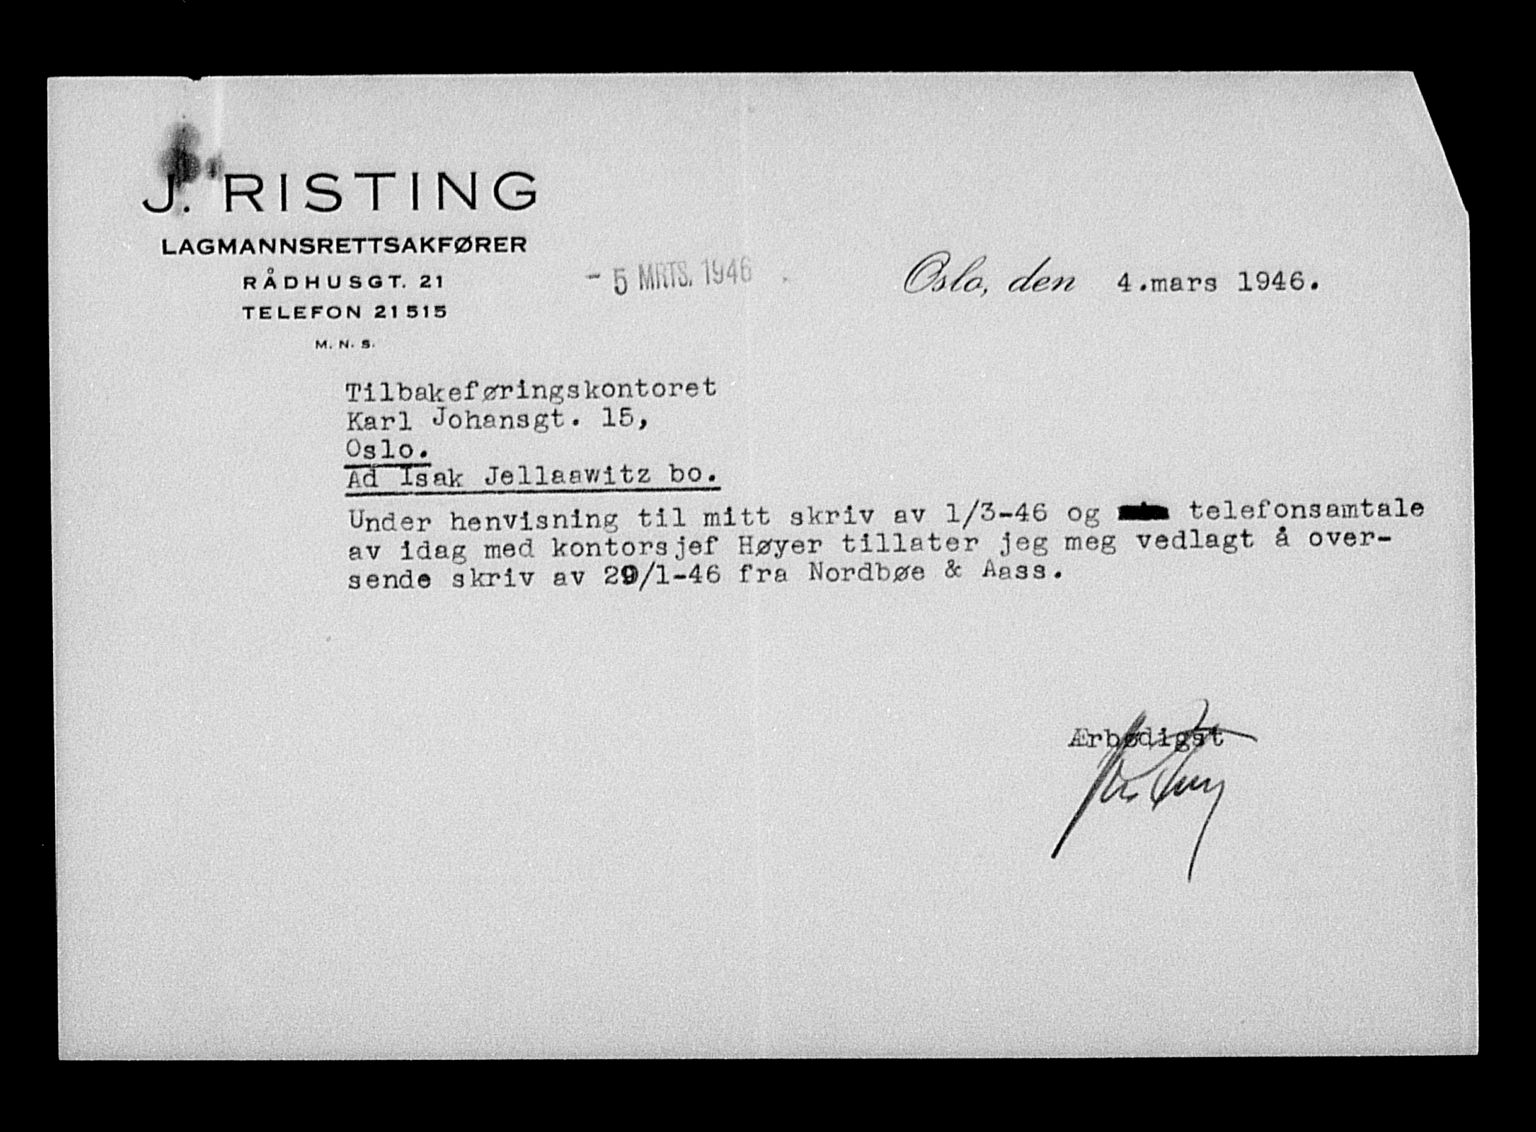 J. RISTING
LAGMANNSRETTSAKFØRER
RÅDHUSGT. 21
TELEFON 21515
M. N. S.
- 5 MRTS. 1946
Oslo, den 4.mars 1946.
Tilbakeføringskontoret
Karl Johansgt. 15,
Oslo.
Ad Isak Jellaawitz bo.
Under henvisning til mitt skriv av 1/3-46 og telefonsamtale
av idag med kontorsjef Høyer tillater jeg meg vedlagt å over-
sende skriv av 29/1-46 fra Nordbøe & Aass.
Ærbødigst